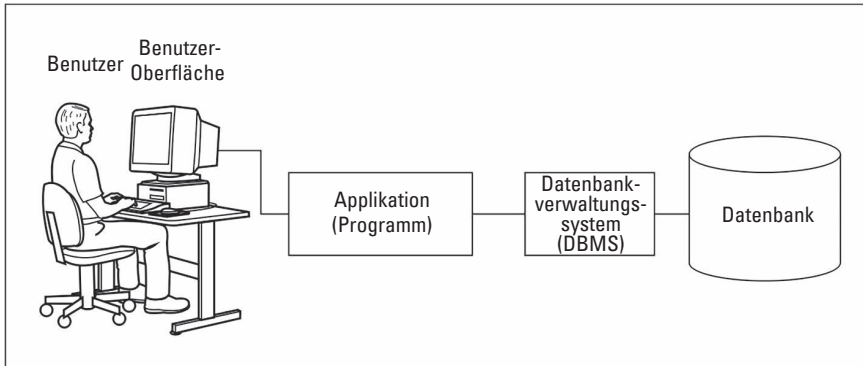 Benutzer
Benutzer-
Oberfläche
Applikation
(Programm)
Datenbank-
verwaltungs-
system
(DBMS)
Datenbank